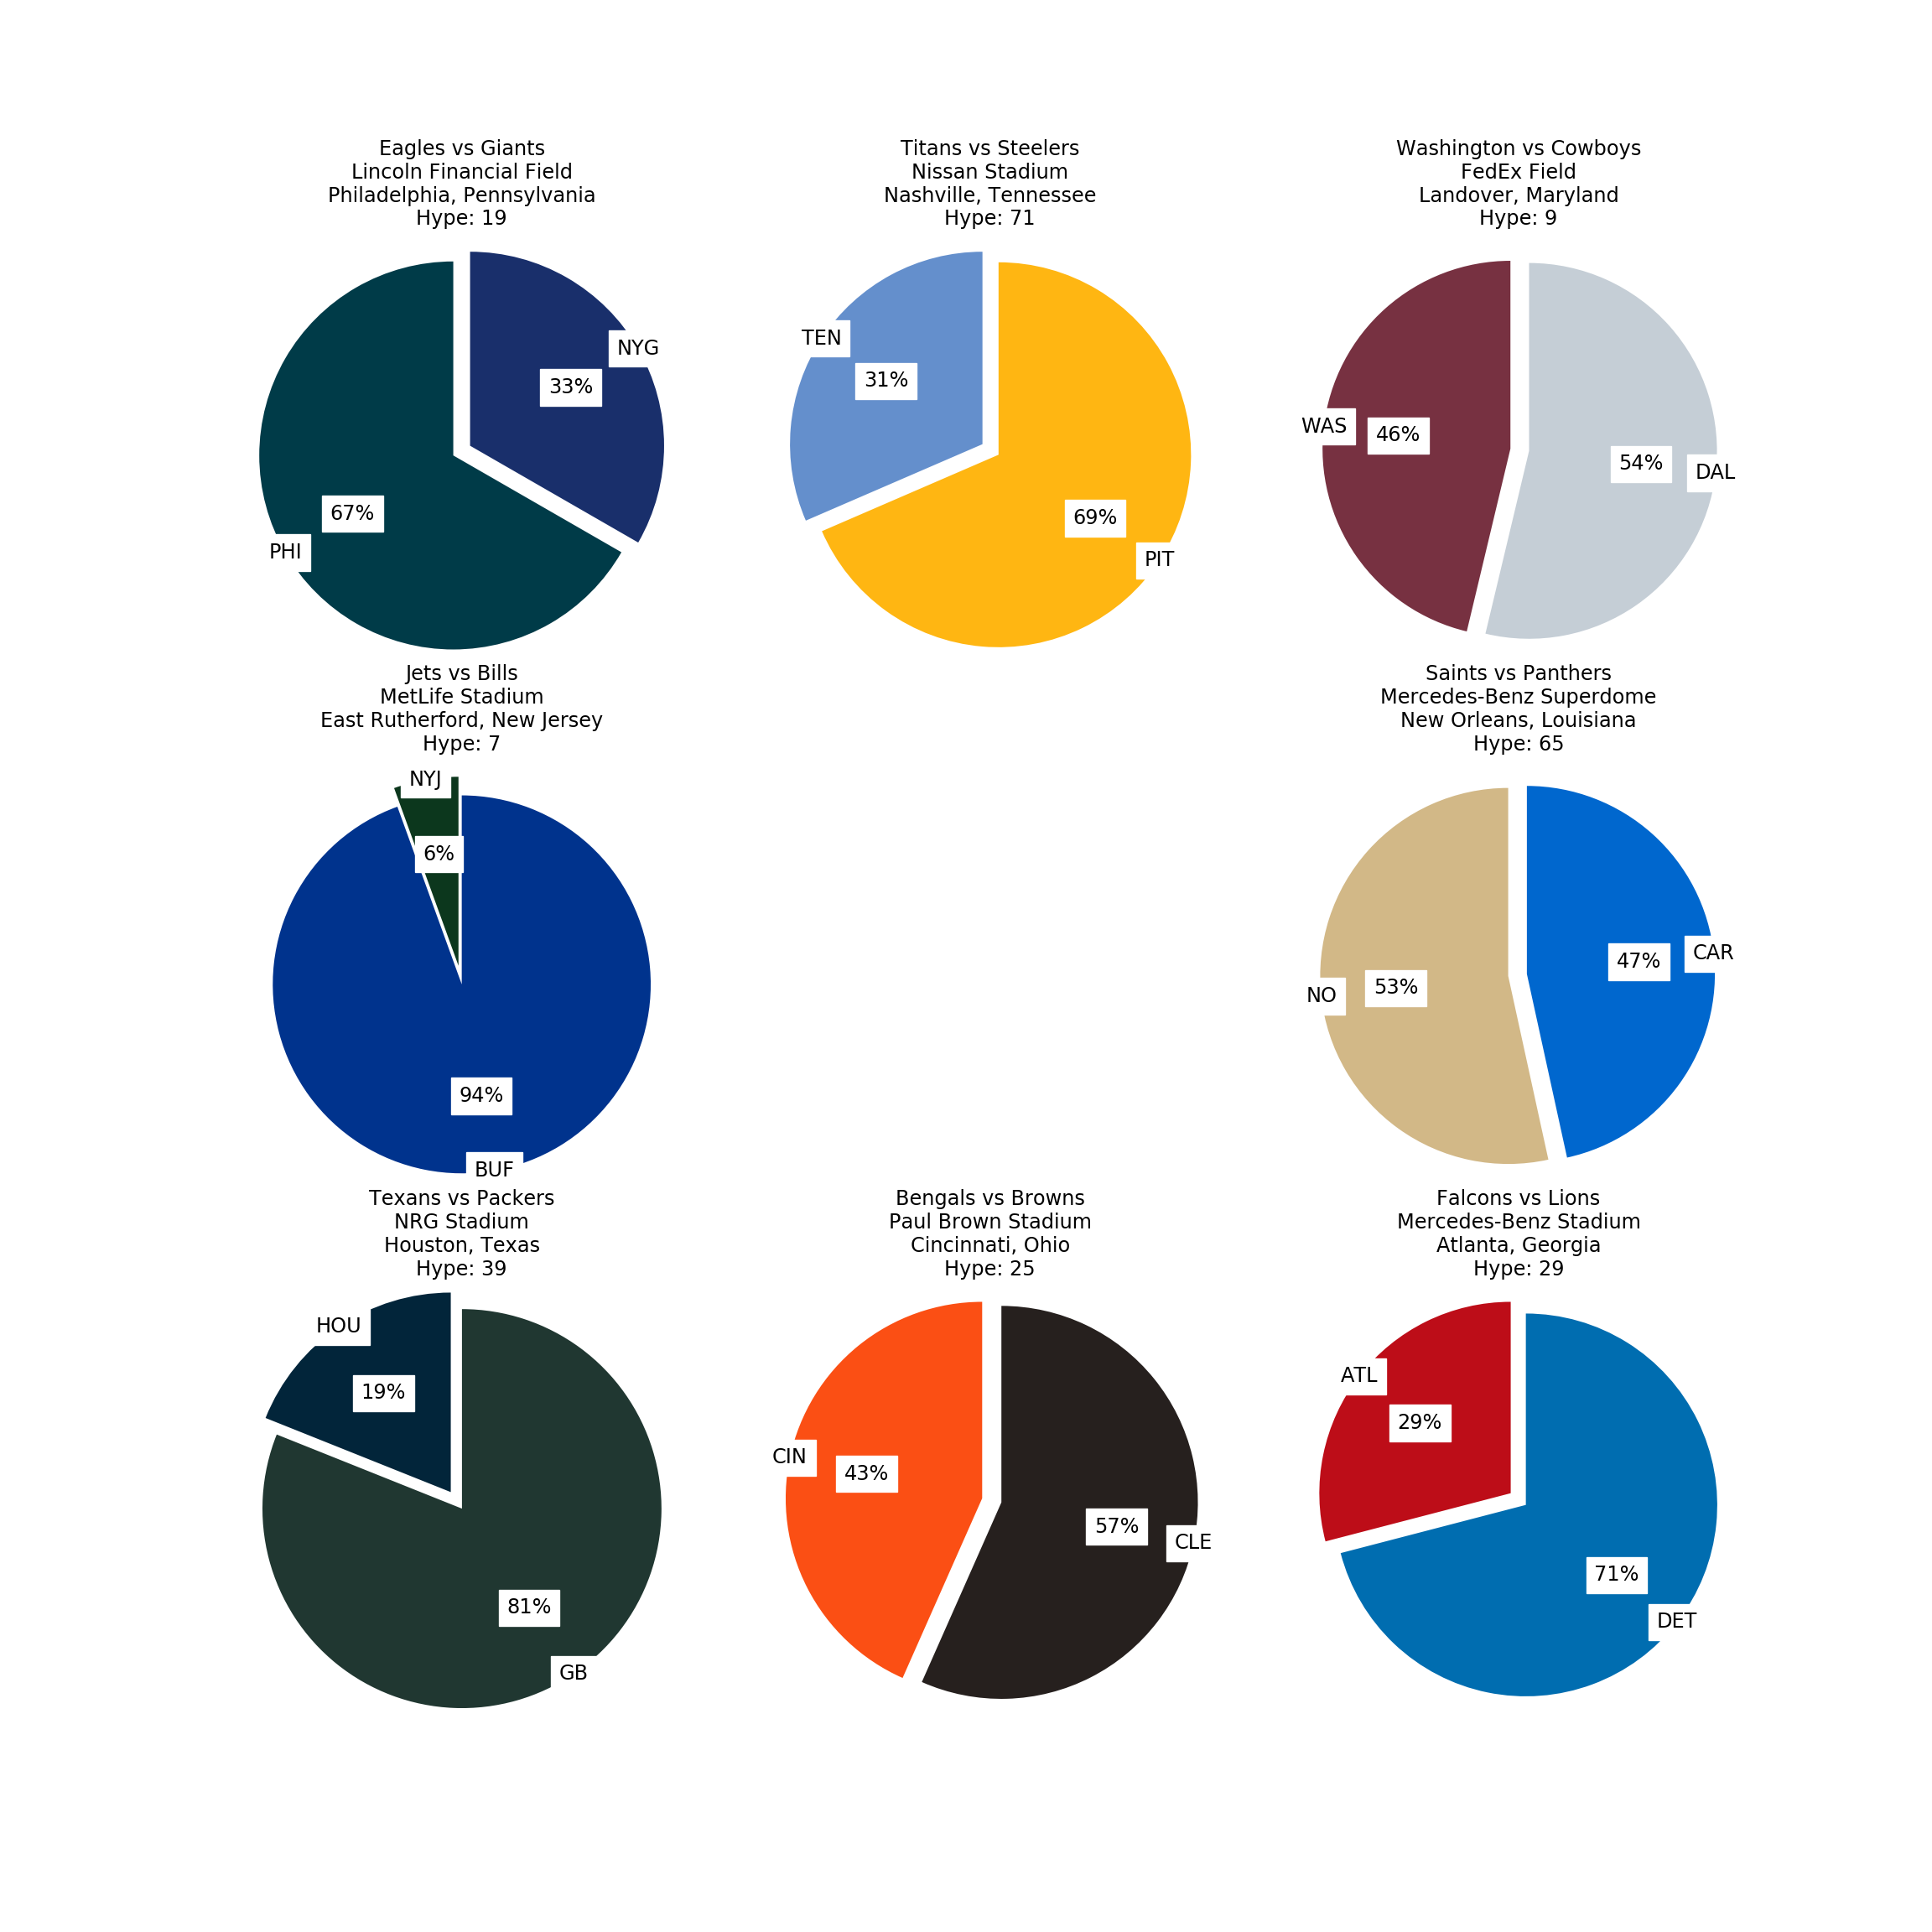 Eagles vs Giants
Lincoln Financial Field
Philadelphia, Pennsylvania
Hype: 19
NYG
33%
67%
PHI
Titans vs Steelers
Nissan Stadium
Nashville, Tennessee
Hype: 71
TEN
31%
69%
PIT
Washington vs Cowboys
FedEx Field
Landover, Maryland
Hype: 9
WAS
46%
54%
DAL
Jets vs Bills
MetLife Stadium
East Rutherford, New Jersey
Hype: 7
NYJ
6%
94%
BUF
Saints vs Panthers
Mercedes-Benz Superdome
New Orleans, Louisiana
Hype: 65
CAR
47%
53%
NO
Texans vs Packers
NRG Stadium
Houston, Texas
Hype: 39
HOU
19%
81%
GB
Bengals vs Browns
Paul Brown Stadium
Cincinnati, Ohio
Hype: 25
CIN
43%
57%
CLE
Falcons vs Lions
Mercedes-Benz Stadium
Atlanta, Georgia
Hype: 29
ATL
29%
71%
DET